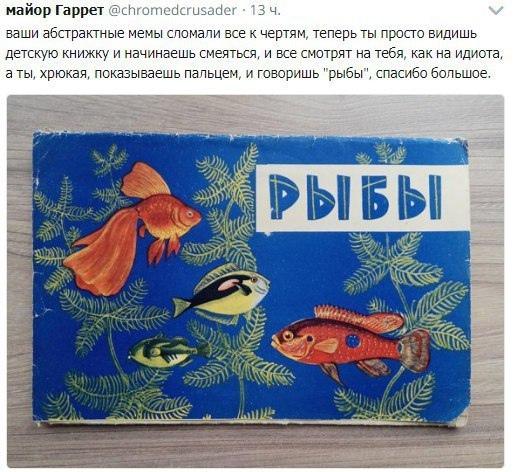 майор Гаррет @chromedcrusader · 13 ч.
ваши абстрактные мемы сломали все к чертям, теперь ты просто видишь
детскую книжку и начинаешь смеяться, и все смотрят на тебя, как на идиота,
а ты, хрюкая, показываешь пальцем, и говоришь "рыбы", спасибо большое.
РЫБЫ